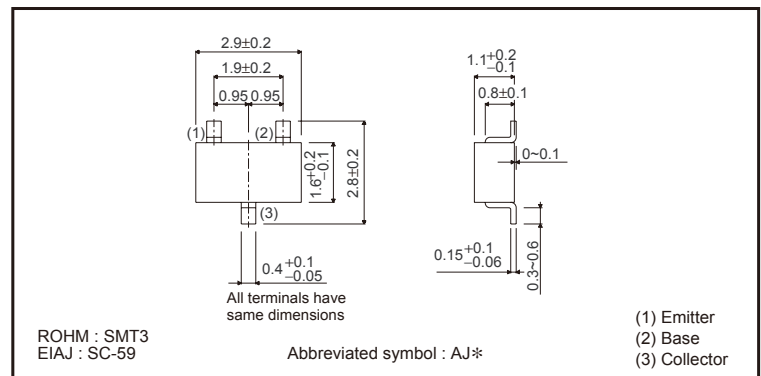 2.9±0.2
1.9±0.2
0.95 0.95
(1)
(2)
(3)
1.6+0.2−0.1
2.8±0.2
0.4+0.1−0.05
All terminals have
same dimensions
1.1+0.2−0.1
0.8±0.1
0~0.1
0.15+0.1−0.06
0.3~0.6
ROHM : SMT3
EIAJ : SC-59
Abbreviated symbol : AJ*
(1) Emitter
(2) Base
(3) Collector